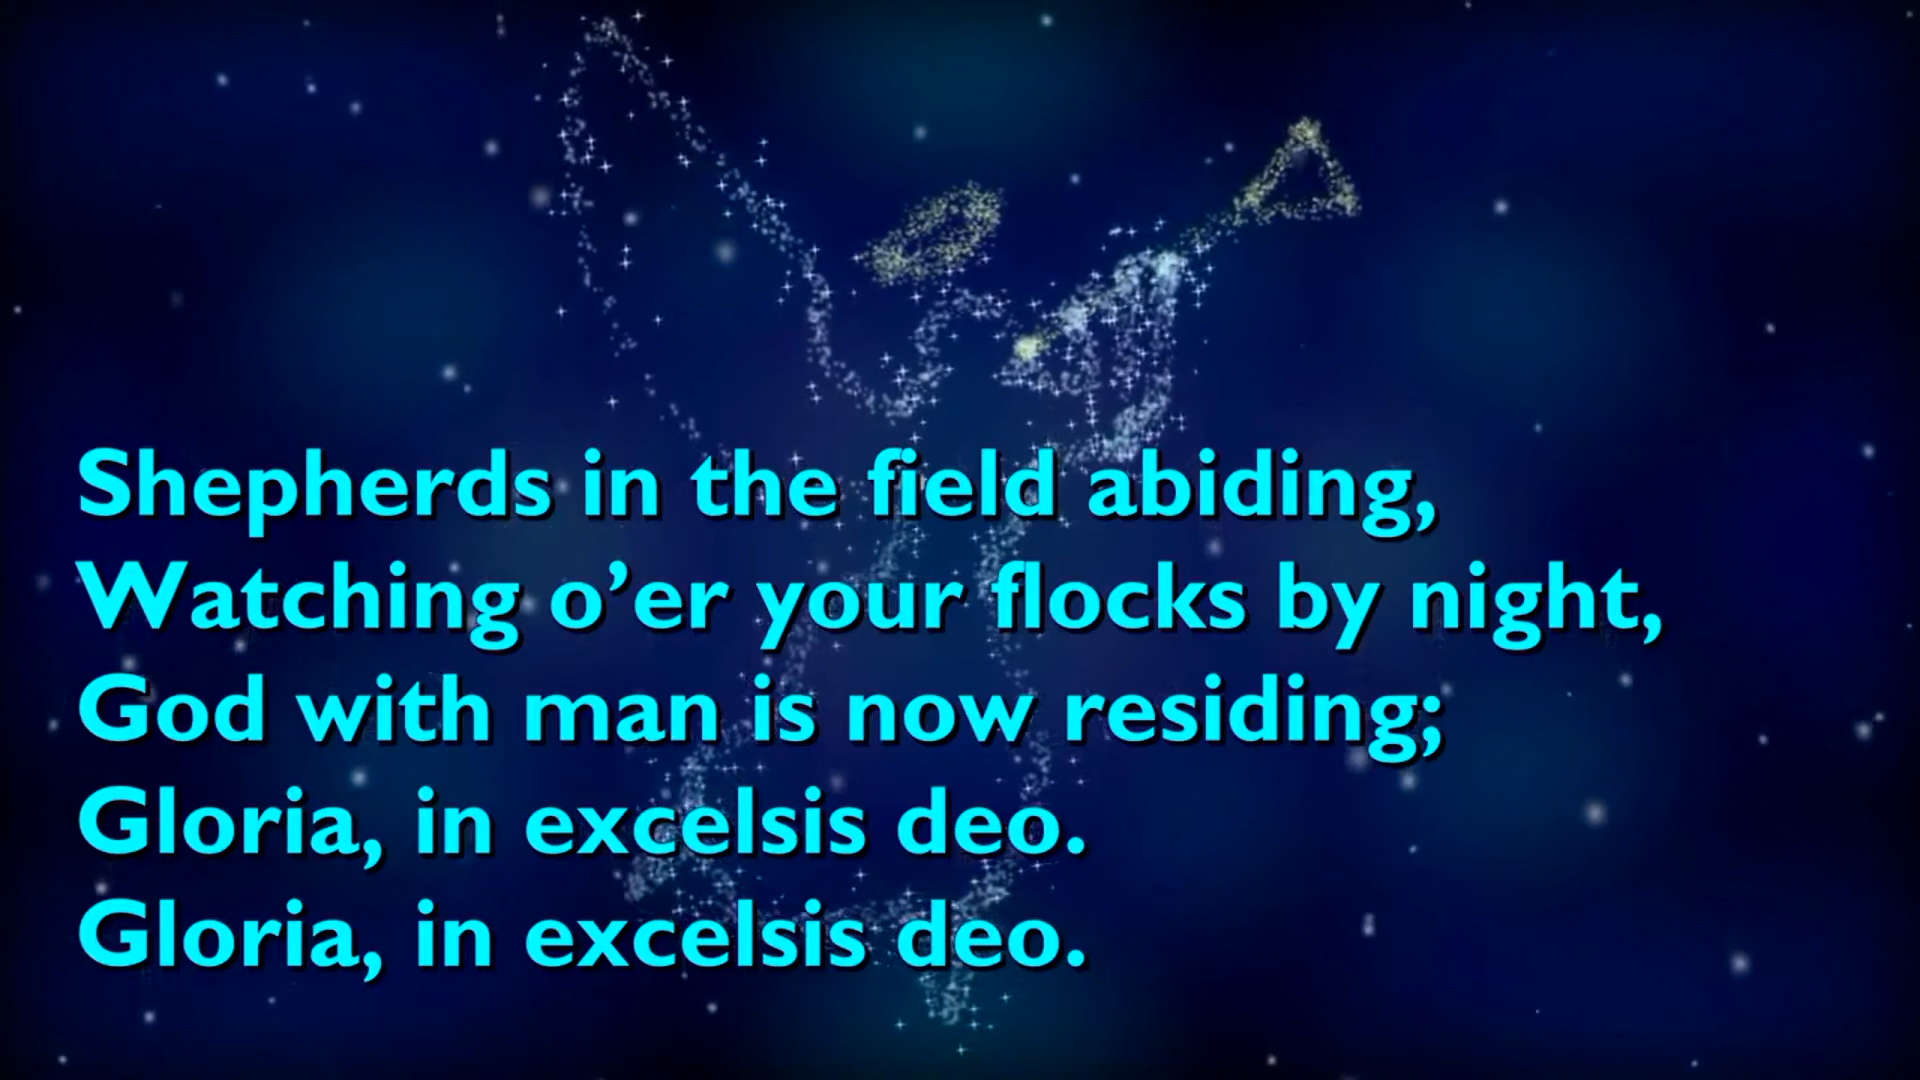 Shepherds in the field abiding,
Watching o’er your flocks by night,
God with man is now residing;
Gloria, in excelsis deo.
Gloria, in excelsis deo.